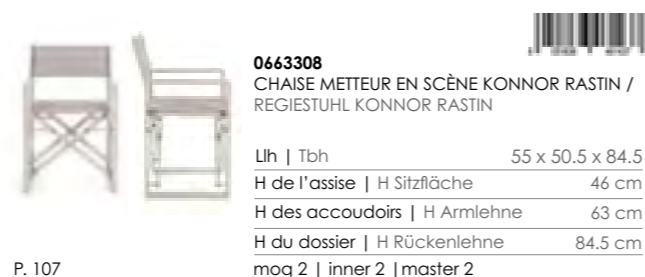 0663308
CHAISE METTEUR EN SCÈNE KONNOR RASTIN /
REGIESTUHL KONNOR RASTIN
Llh | Tbh 55 x 50.5 x 84.5
H de l'assise | H Sitzfläche 46 cm
H des accoudoirs | H Armlehne 63 cm
H du dossier | H Rückenlehne 84.5 cm
P. 107 moq 2 | inner 2 |master 2